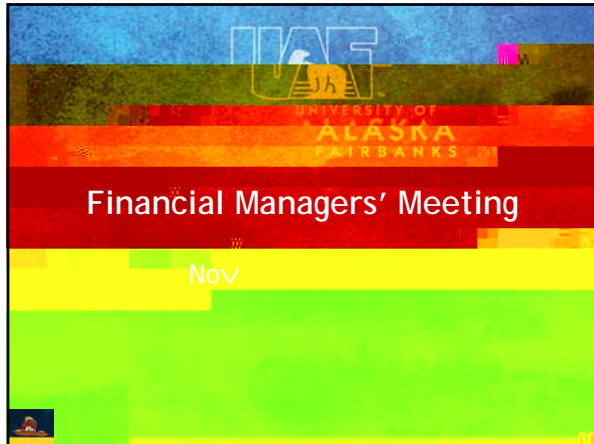 UAF
UNIVERSITY OF
ALASKA
FAIRBANKS
Financial Managers’ Meeting
Nov